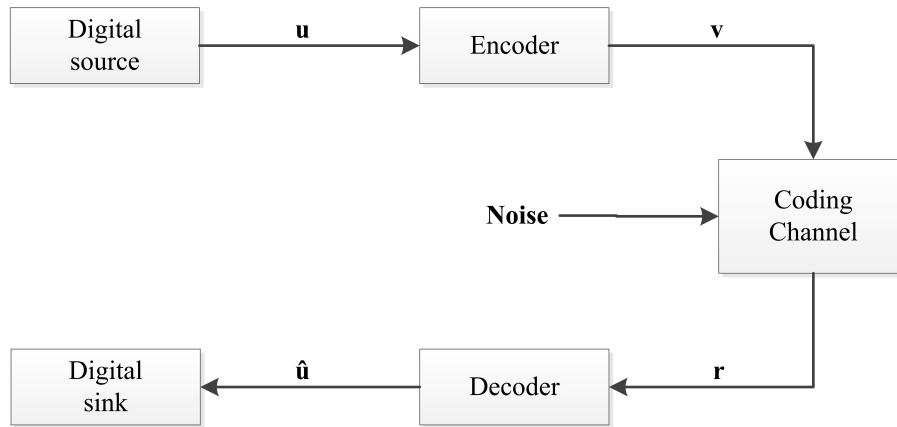 Digital
source
u
Encoder
v
Noise
Coding
Channel
Digital
sink
û
Decoder
r